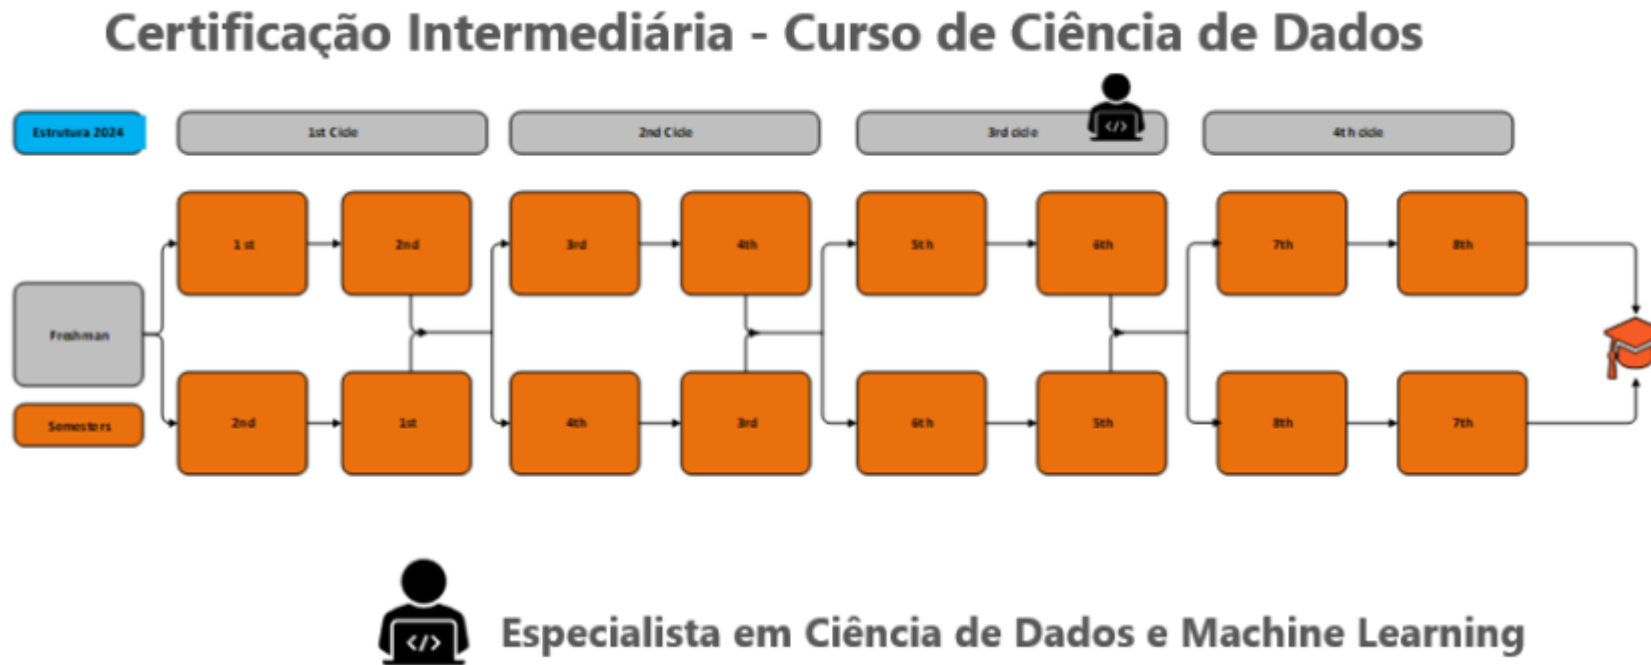 Certificação Intermediária - Curso de Ciência de Dados
Estrutura 2024
1st Cicle
2nd Cicle
3rd cicle
4th cicle
1 st
2nd
3rd
4th
5th
6th
7th
8th
Freshman
Semesters
2nd
1st
4th
3rd
6th
5th
8th
7th
</>
Especialista em Ciência de Dados e Machine Learning